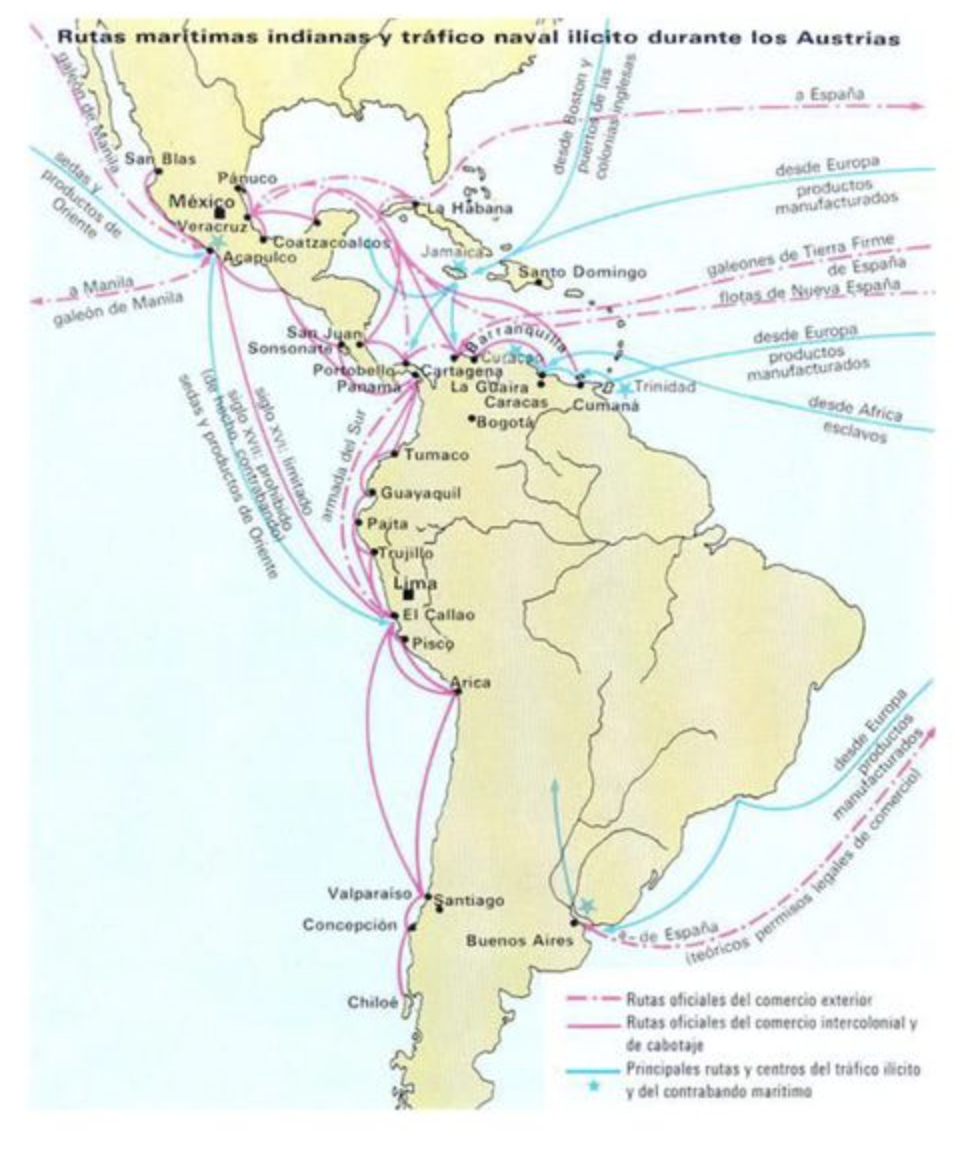 Rutas marítimas indianas y tráfico naval ilícito durante los Austrias
galeón de Manila
desde Boston y
puertos de las
colonias inglesas
a España
sedas y
productos de
Oriente
San Blas
Pánuco
México
Veracruz
La Habana
desde Europa
productos
manufacturados
Coatzacoalcos
Acapulco
Jamaica
Santo Domingo
galeones de Tierra Firme
de España
a Manila
galeón de Manila
flotas de Nueva España
San Juan
Sonsonate
Barranquilla
Curaçao
desde Europa
productos
manufacturados
Portobello
Cartagena
Panamá
La Guaira
Trinidad
Caracas
Cumaná
desde Africa
esclavos
Bogotá
siglo XVI: limitado
siglo XVII: prohibido
(de hecho, contrabando)
sedas y productos de Oriente
armada del Sur
Tumaco
Guayaquil
Paita
Trujillo
Lima
El Callao
Pisco
Arica
desde Europa
productos
manufacturados
Valparaíso
Santiago
Concepción
Buenos Aires
a-de España
(teóricos permisos legales de comercio)
Chiloé
Rutas oficiales del comercio exterior
Rutas oficiales del comercio intercolonial y
de cabotaje
Principales rutas y centros del tráfico ilícito
y del contrabando marítimo